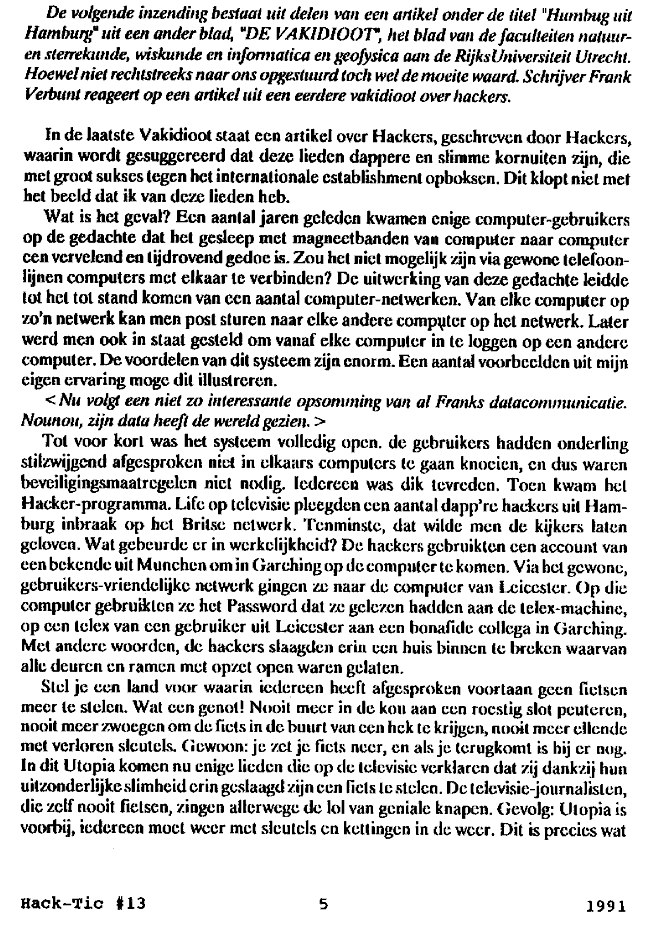 De volgende inzending bestaat uit delen van een artikel onder de titel "Humbug uit
Hamburg" uit een ander blad, "DE VAKIDIOOT", het blad van de faculteiten natuur-
en sterrekunde, wiskunde en informatica en geofysica aan de RijksUniversiteit Utrecht.
Hoewel niet rechtstreeks naar ons opgestuurd toch wel de moeite waard. Schrijver Frank
Verbunt reageert op een artikel uit een eerdere vakidioot over hackers.
In de laatste Vakidioot staat een artikel over Hackers, geschreven door Hackers,
waarin wordt gesuggereerd dat deze lieden dappere en slimme kornuiten zijn, die
met groot sukses tegen het internationale establishment opboksen. Dit klopt niet met
het beeld dat ik van deze lieden heb.
Wat is het geval? Een aantal jaren geleden kwamen enige computer-gebruikers
op de gedachte dat het gesleep met magneetbanden van computer naar computer
een vervelend en tijdrovend gedoe is. Zou het niet mogelijk zijn via gewone telefoon-
lijnen computers met elkaar te verbinden? De uitwerking van deze gedachte leidde
tot het tot stand komen van een aantal computer-netwerken. Van elke computer op
zo'n netwerk kan men post sturen naar elke andere computer op het netwerk. Later
werd men ook in staat gesteld om vanaf elke computer in te loggen op een andere
computer. De voordelen van dit systeem zijn enorm. Een aantal voorbeelden uit mijn
eigen ervaring moge dit illustreren.
< Nu volgt een niet zo interessante opsomming van al Franks datacommunicatie.
Nounou, zijn data heeft de wereld gezien. >
Tot voor kort was het systeem volledig open. de gebruikers hadden onderling
stilzwijgend afgesproken niet in elkaars computers te gaan knoeien, en dus waren
beveiligingsmaatregelen niet nodig. Iedereen was dik tevreden. Toen kwam het
Hacker-programma. Life op televisie pleegden een aantal dapp're hackers uit Ham-
burg inbraak op het Britse netwerk. Tenminste, dat wilde men de kijkers laten
geloven. Wat gebeurde er in werkelijkheid? De hackers gebruikten een account van
een bekende uit Munchen om in Garching op de computer te komen. Via het gewone,
gebruikers-vriendelijke netwerk gingen ze naar de computer van Leicester. Op die
computer gebruikten ze het Password dat ze gelezen hadden aan de telex-machine,
op een telex van een gebruiker uit Leicester aan een bonafide collega in Garching.
Met andere woorden, de hackers slaagden erin een huis binnen te breken waarvan
alle deuren en ramen met opzet open waren gelaten.
Stel je een land voor waarin iedereen heeft afgesproken voortaan geen fietsen
meer te stelen. Wat een genot! Nooit meer in de kou aan een roestig slot peuteren,
nooit meer zwoegen om de fiets in de buurt van een hek te krijgen, nooit meer ellende
met verloren sleutels. Gewoon: je zet je fiets neer, en als je terugkomt is hij er nog.
In dit Utopia komen nu enige lieden die op de televisie verklaren dat zij dankzij hun
uitzonderlijke slimheid erin geslaagd zijn een fiets te stelen. De televisie-journalisten,
die zelf nooit fietsen, zingen allerwege de lof van geniale knapen. Gevolg: Utopia is
voorbij, iedereen moet weer met sleutels en kettingen in de weer. Dit is precies wat
Hack-Tic #13 5 1991